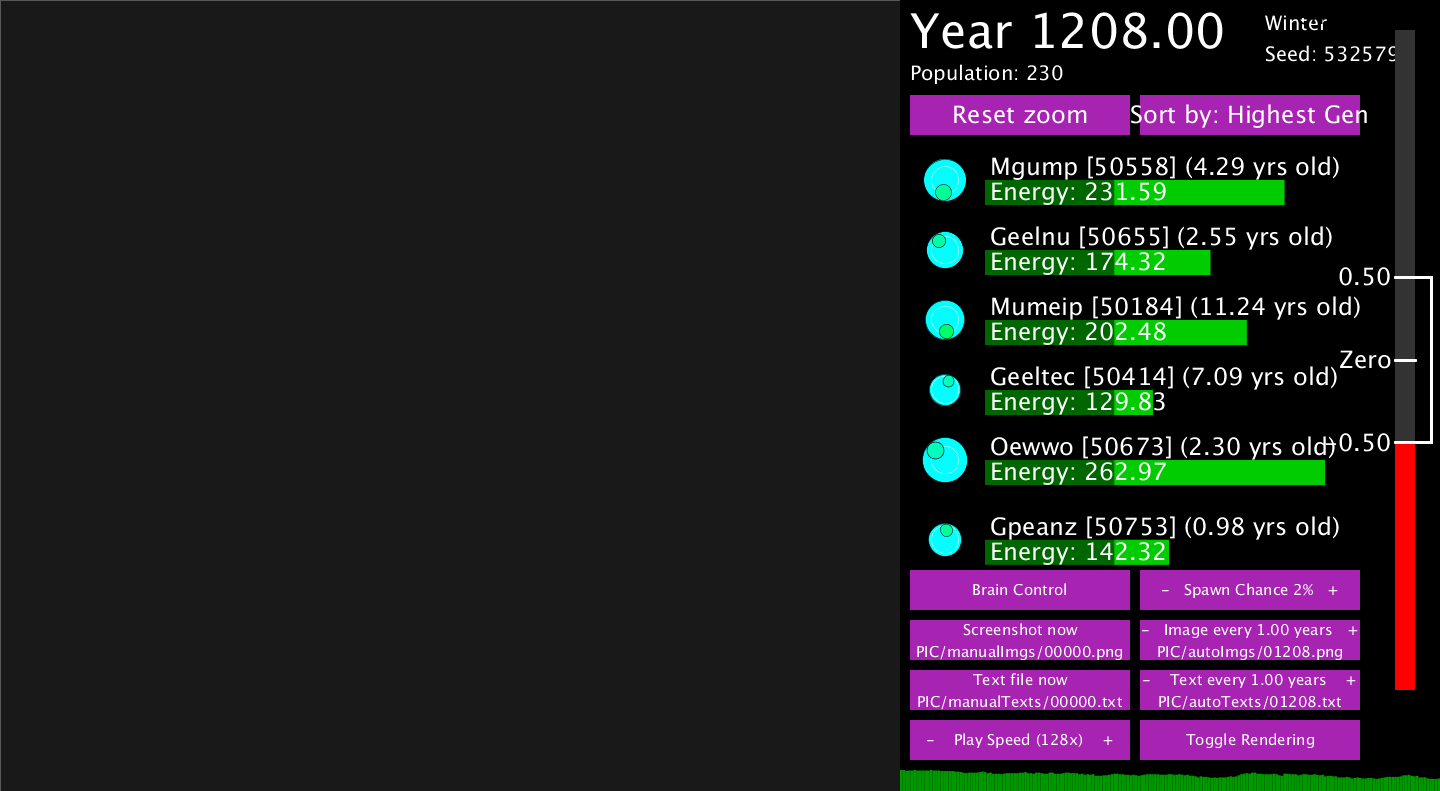 Year 1208.00
Winter
Seed: 532579
Population: 230
Reset zoom
Sort by: Highest Gen
Mgump [50558] (4.29 yrs old)
Energy: 231.59
Geelnu [50655] (2.55 yrs old)
Energy: 174.32
0.50
Mumeip [50184] (11.24 yrs old)
Energy: 202.48
Zero
Geeltec [50414] (7.09 yrs old)
Energy: 129.83
Oewwo [50673] (2.30 yrs old)
-0.50
Energy: 262.97
Gpeanz [50753] (0.98 yrs old)
Energy: 142.32
Brain Control
- Spawn Chance 2% +
Screenshot now
PIC/manualImgs/00000.png
- Image every 1.00 years +
PIC/autoImgs/01208.png
Text file now
PIC/manualTexts/00000.txt
- Text every 1.00 years +
PIC/autoTexts/01208.txt
- Play Speed (128x) +
Toggle Rendering